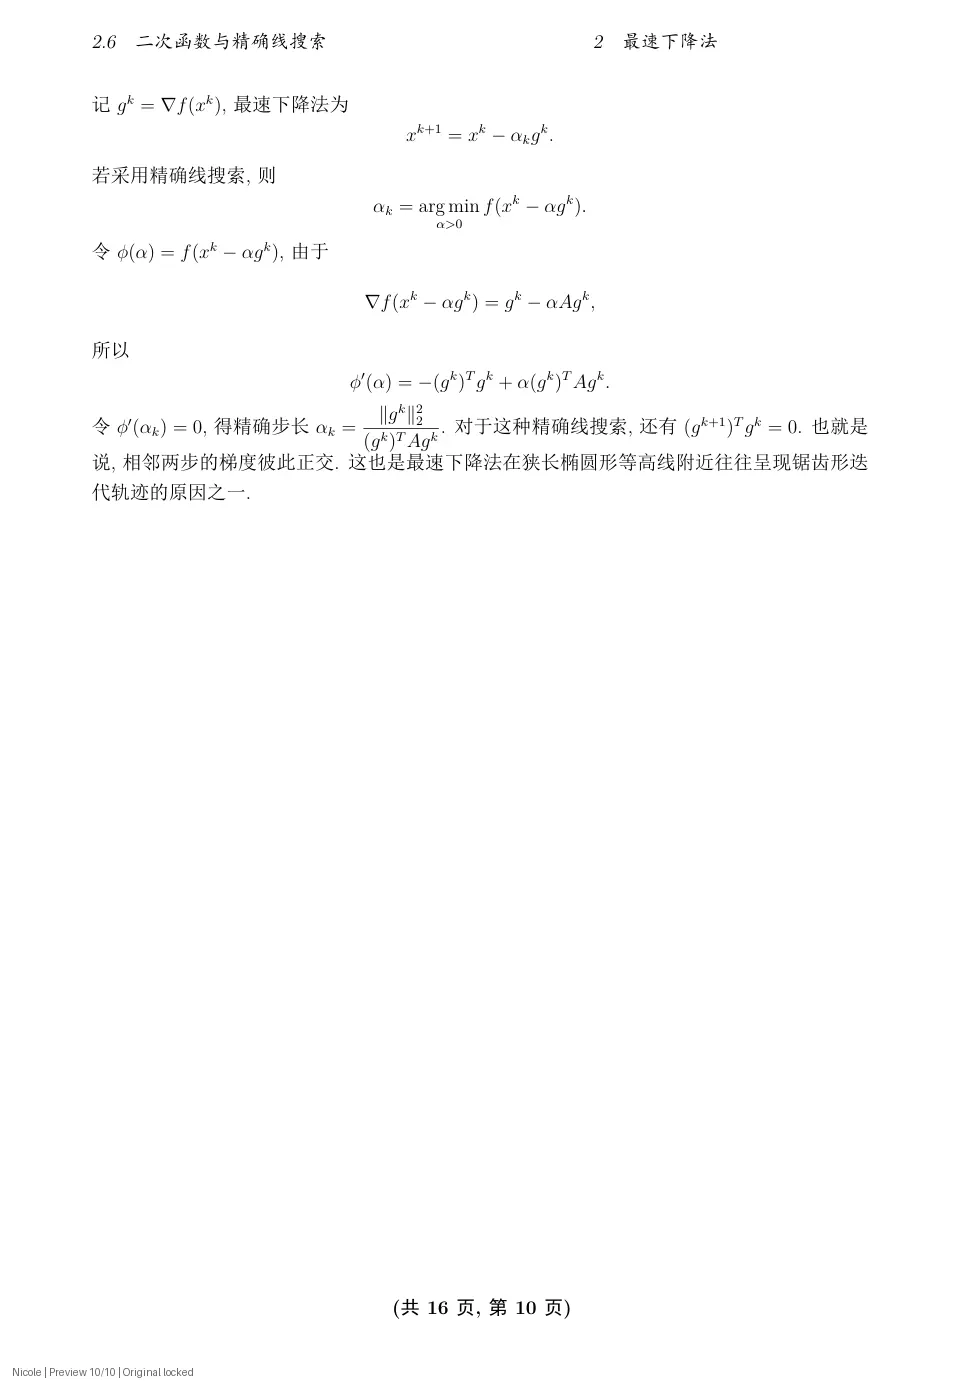 2.6 二次函数与精确线搜索 2 最速下降法
记 g^k = ∇f(x^k), 最速下降法为
x^{k+1} = x^k − α_k g^k.
若采用精确线搜索, 则
α_k = arg min_{α>0} f(x^k − αg^k).
令 ϕ(α) = f(x^k − αg^k), 由于
∇f(x^k − αg^k) = g^k − αAg^k,
所以
ϕ′(α) = −(g^k)^T g^k + α(g^k)^T Ag^k.
令 ϕ′(α_k) = 0, 得精确步长 α_k = ‖g^k‖_2^2 / (g^k)^T Ag^k. 对于这种精确线搜索, 还有 (g^{k+1})^T g^k = 0. 也就是
说, 相邻两步的梯度彼此正交. 这也是最速下降法在狭长椭圆形等高线附近往往呈现锯齿形迭
代轨迹的原因之一.
(共 16 页, 第 10 页)
Nicole | Preview 10/10 | Original locked